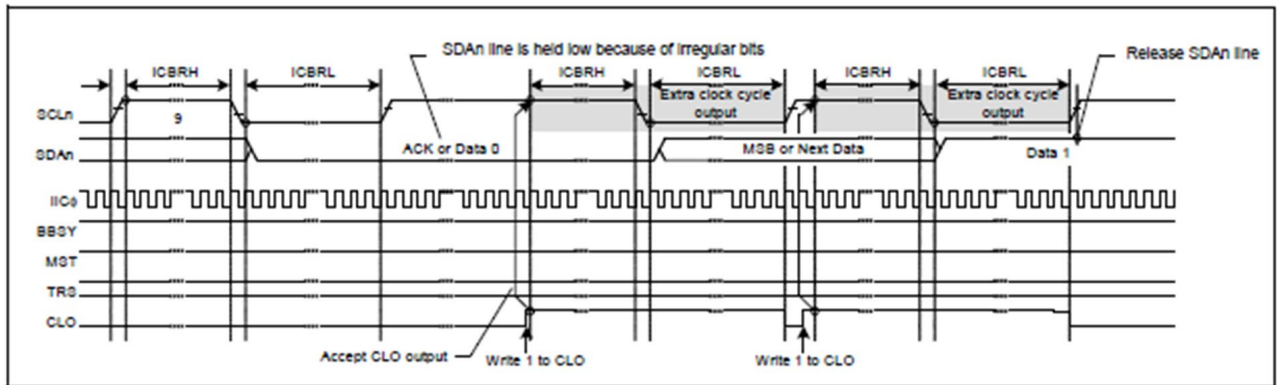 SDAn line is held low because of irregular bits
Release SDAn line
ICBRH ICBRL ICBRH ICBRL ICBRH ICBRL
SCLn 9 Extra clock cycle output Extra clock cycle output
SDAn ACK or Data 0 MSB or Next Data Data 1
IICφ
BBSY
MST
TRS
CLO
Accept CLO output Write 1 to CLO Write 1 to CLO